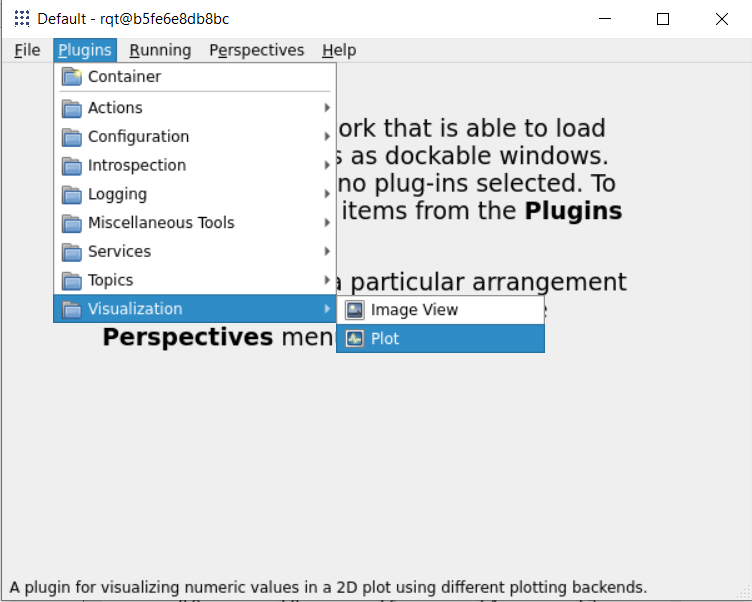 Default - rqt@b5fe6e8db8bc
File Plugins Running Perspectives Help
Container
Actions
ork that is able to load
Configuration
s as dockable windows.
Introspection
no plug-ins selected. To
Logging
items from the Plugins
Miscellaneous Tools
Services
Topics
a particular arrangement
Visualization
Image View
Perspectives men
Plot
A plugin for visualizing numeric values in a 2D plot using different plotting backends.